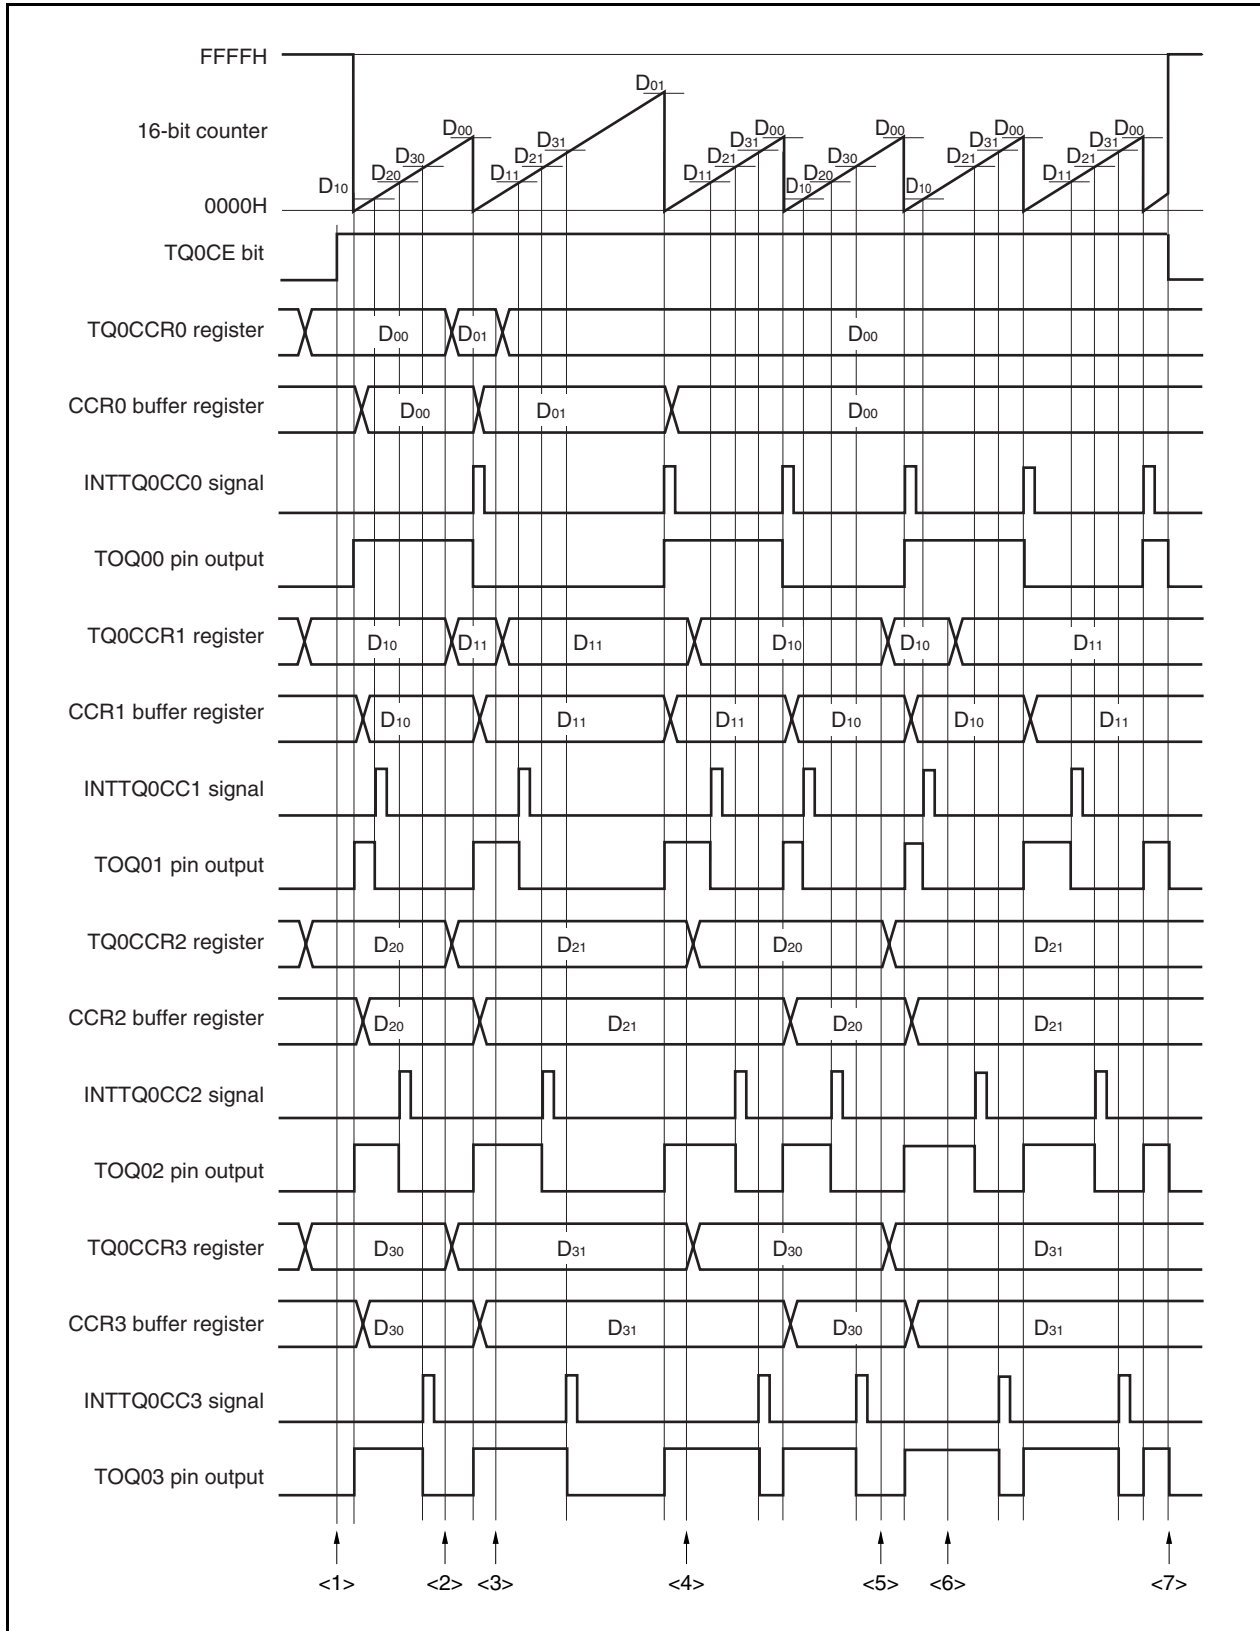 FFFFH
D01
16-bit counter
D00 D00 D00 D00 D00
D30 D31 D31 D30 D31 D31
D20 D21 D21 D20 D21 D21
D10 D11 D11 D10 D10 D11
0000H
TQ0CE bit
TQ0CCR0 register D00 D01 D00
CCR0 buffer register D00 D01 D00
INTTQ0CC0 signal
TOQ00 pin output
TQ0CCR1 register D10 D11 D11 D10 D10 D11
CCR1 buffer register D10 D11 D11 D10 D10 D11
INTTQ0CC1 signal
TOQ01 pin output
TQ0CCR2 register D20 D21 D20 D21
CCR2 buffer register D20 D21 D20 D21
INTTQ0CC2 signal
TOQ02 pin output
TQ0CCR3 register D30 D31 D30 D31
CCR3 buffer register D30 D31 D30 D31
INTTQ0CC3 signal
TOQ03 pin output
<1> <2> <3> <4> <5> <6> <7>